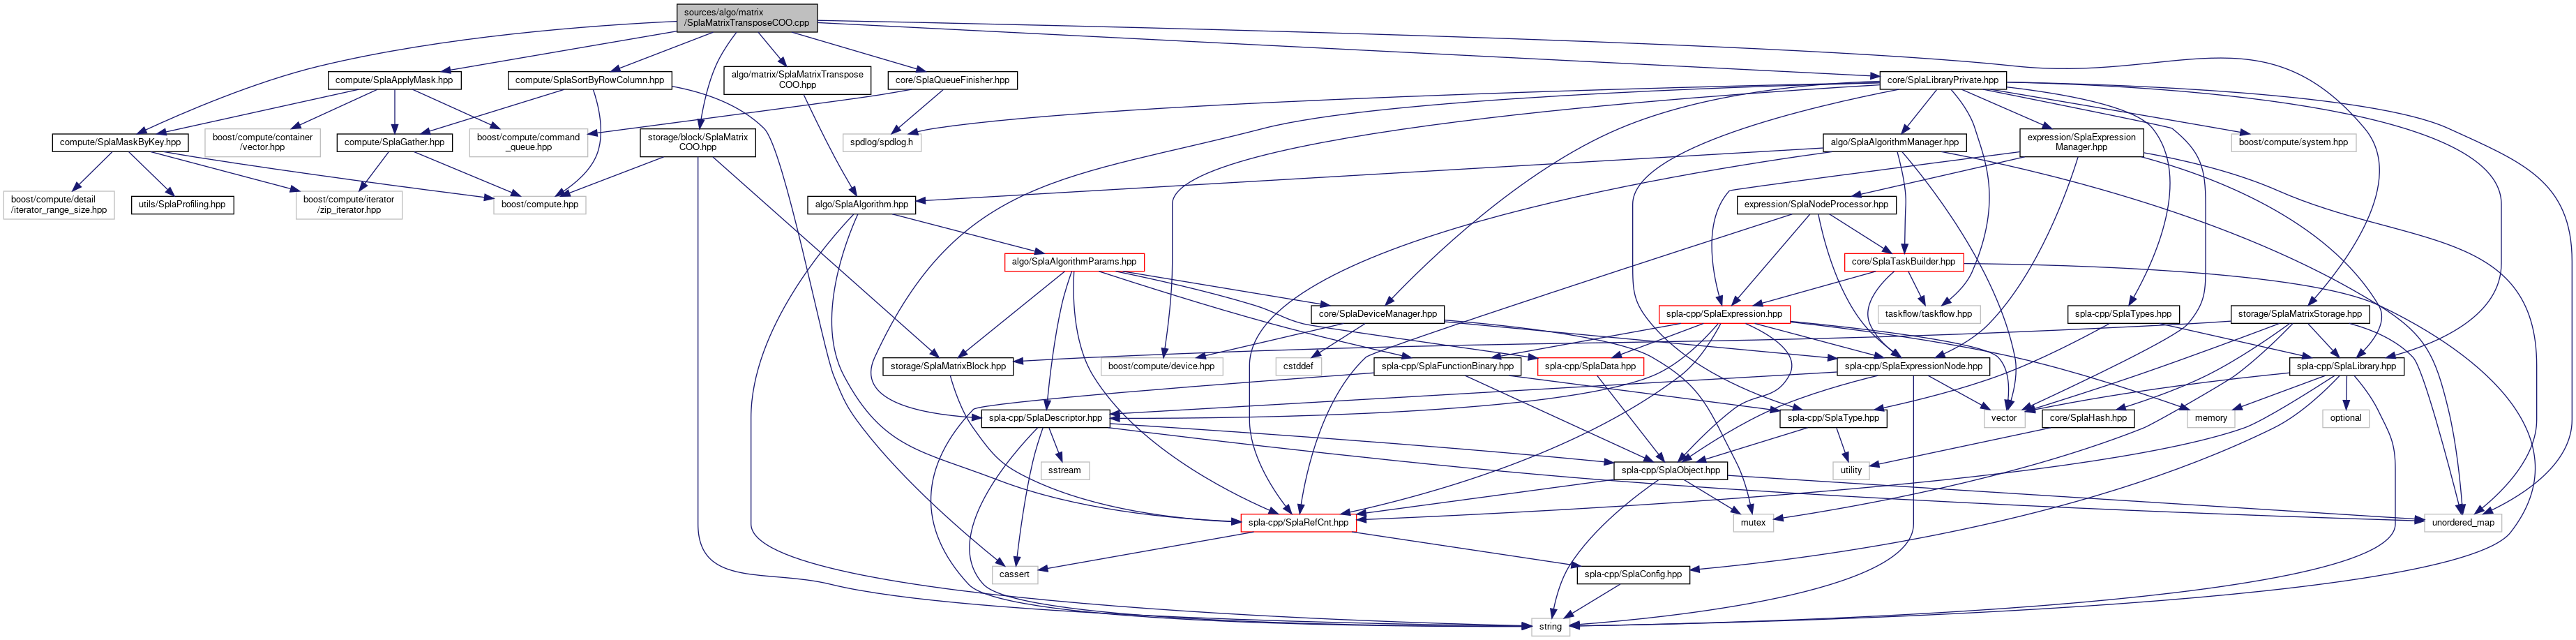 sources/algo/matrix
/SplaMatrixTransposeCOO.cpp
compute/SplaApplyMask.hpp
compute/SplaSortByRowColumn.hpp
algo/matrix/SplaMatrixTranspose
COO.hpp
core/SplaQueueFinisher.hpp
core/SplaLibraryPrivate.hpp
compute/SplaMaskByKey.hpp
boost/compute/container
/vector.hpp
compute/SplaGather.hpp
boost/compute/command
_queue.hpp
storage/block/SplaMatrix
COO.hpp
spdlog/spdlog.h
algo/SplaAlgorithmManager.hpp
expression/SplaExpression
Manager.hpp
boost/compute/system.hpp
boost/compute/detail
/iterator_range_size.hpp
utils/SplaProfiling.hpp
boost/compute/iterator
/zip_iterator.hpp
boost/compute.hpp
algo/SplaAlgorithm.hpp
expression/SplaNodeProcessor.hpp
algo/SplaAlgorithmParams.hpp
core/SplaTaskBuilder.hpp
core/SplaDeviceManager.hpp
spla-cpp/SplaExpression.hpp
taskflow/taskflow.hpp
spla-cpp/SplaTypes.hpp
storage/SplaMatrixStorage.hpp
storage/SplaMatrixBlock.hpp
boost/compute/device.hpp
cstddef
spla-cpp/SplaFunctionBinary.hpp
spla-cpp/SplaData.hpp
spla-cpp/SplaExpressionNode.hpp
spla-cpp/SplaLibrary.hpp
spla-cpp/SplaDescriptor.hpp
spla-cpp/SplaType.hpp
vector
core/SplaHash.hpp
memory
optional
sstream
spla-cpp/SplaObject.hpp
utility
spla-cpp/SplaRefCnt.hpp
mutex
unordered_map
cassert
spla-cpp/SplaConfig.hpp
string